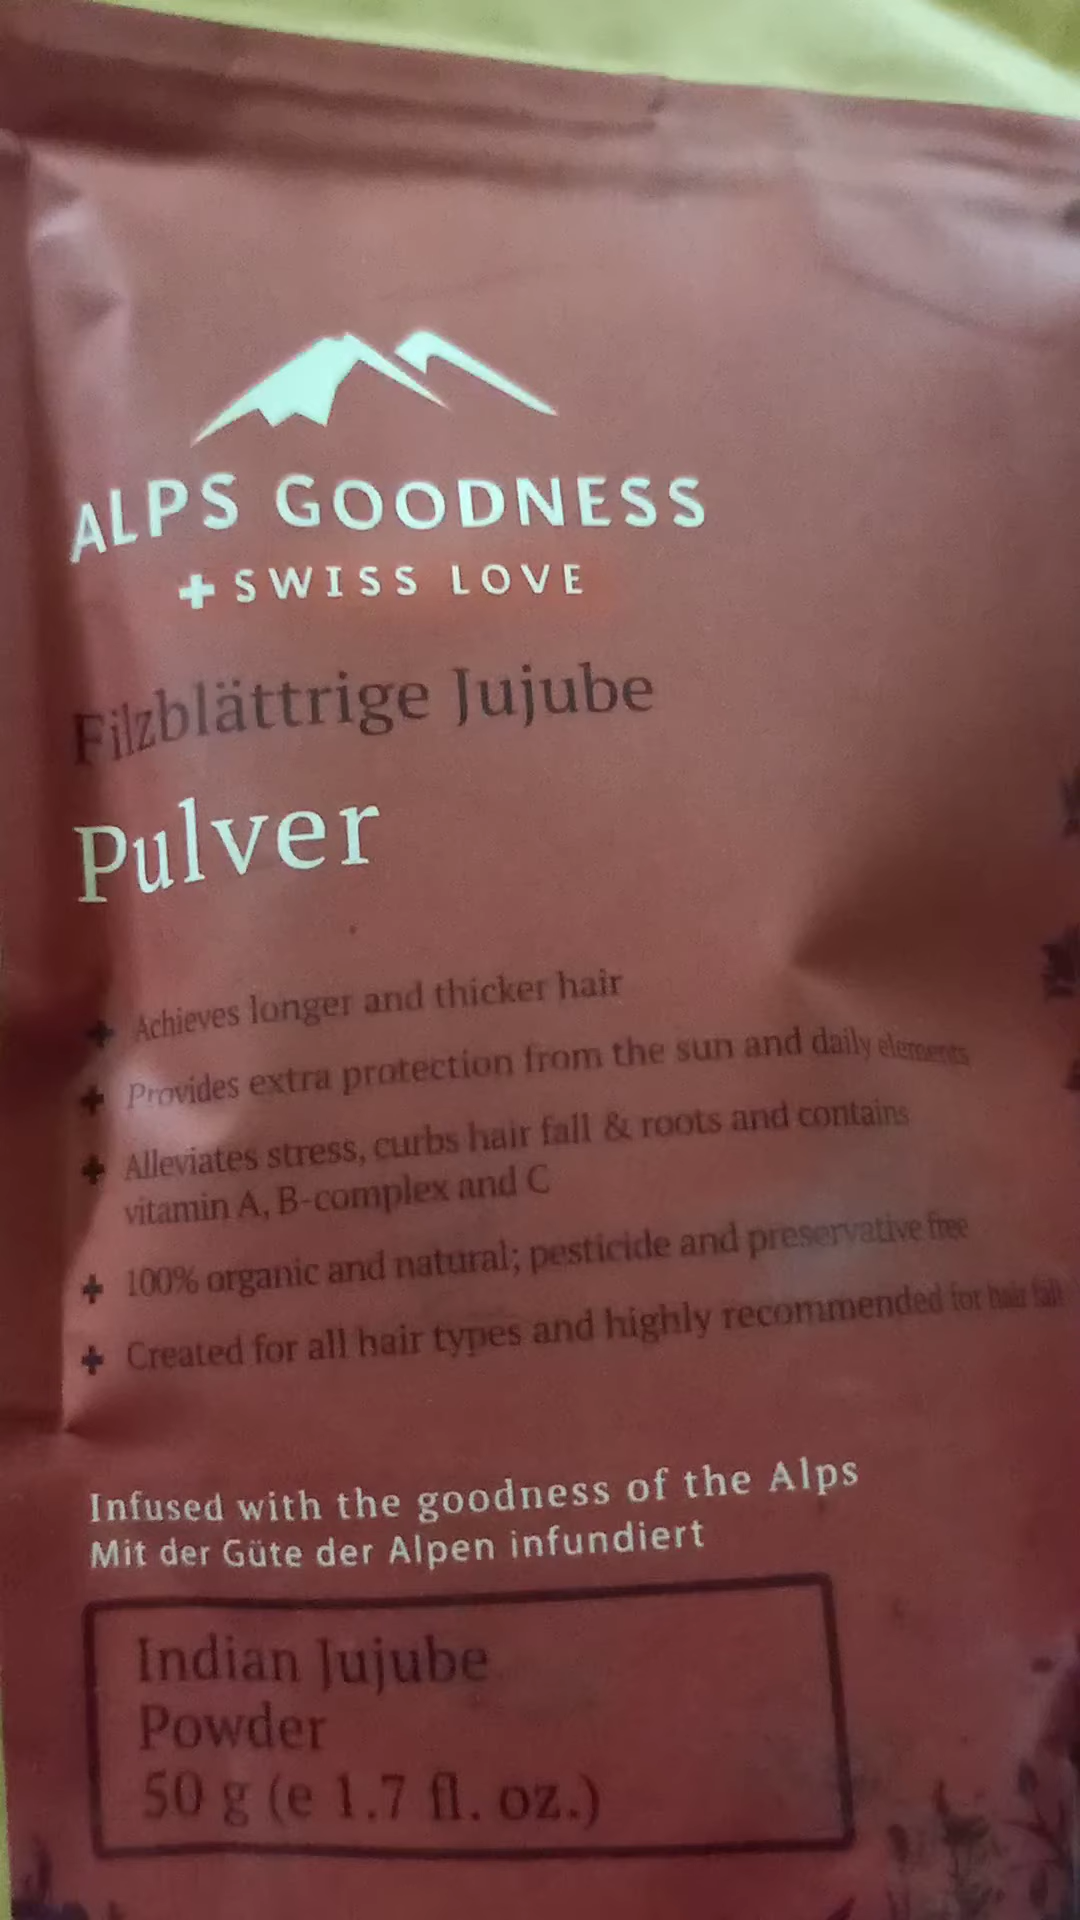 ALPS GOODNESS
+ SWISS LOVE
Filzblättrige Jujube
Pulver
+ Achieves longer and thicker hair
+ Provides extra protection from the sun and daily elements
+ Alleviates stress, curbs hair fall & roots and contains
vitamin A, B-complex and C
+ 100% organic and natural; pesticide and preservative free
+ Created for all hair types and highly recommended for hair fall
Infused with the goodness of the Alps
Mit der Güte der Alpen infundiert
Indian Jujube
Powder
50 g (e 1.7 fl. oz.)